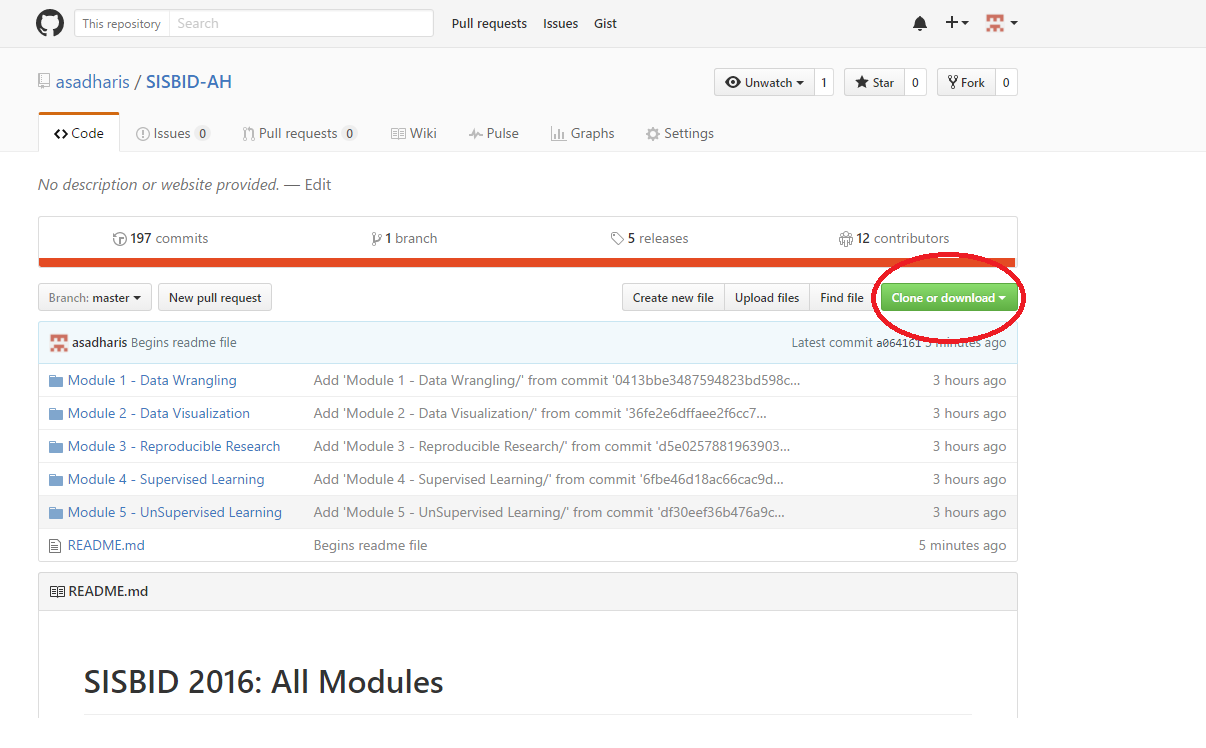 This repository Search Pull requests Issues Gist
asadharis / SISBID-AH Unwatch 1 Star 0 Fork 0
Code Issues 0 Pull requests 0 Wiki Pulse Graphs Settings
No description or website provided. — Edit
197 commits 1 branch 5 releases 12 contributors
Branch: master New pull request Create new file Upload files Find file Clone or download
asadharis Begins readme file Latest commit a064161 5 minutes ago
Module 1 - Data Wrangling Add 'Module 1 - Data Wrangling/' from commit '0413bbe3487594823bd598c... 3 hours ago
Module 2 - Data Visualization Add 'Module 2 - Data Visualization/' from commit '36fe2e6dffaee2f6cc7... 3 hours ago
Module 3 - Reproducible Research Add 'Module 3 - Reproducible Research/' from commit 'd5e0257881963903... 3 hours ago
Module 4 - Supervised Learning Add 'Module 4 - Supervised Learning/' from commit '6fbe46d18ac66cac9d... 3 hours ago
Module 5 - UnSupervised Learning Add 'Module 5 - UnSupervised Learning/' from commit 'df30eef36b476a9c... 3 hours ago
README.md Begins readme file 5 minutes ago
README.md
SISBID 2016: All Modules